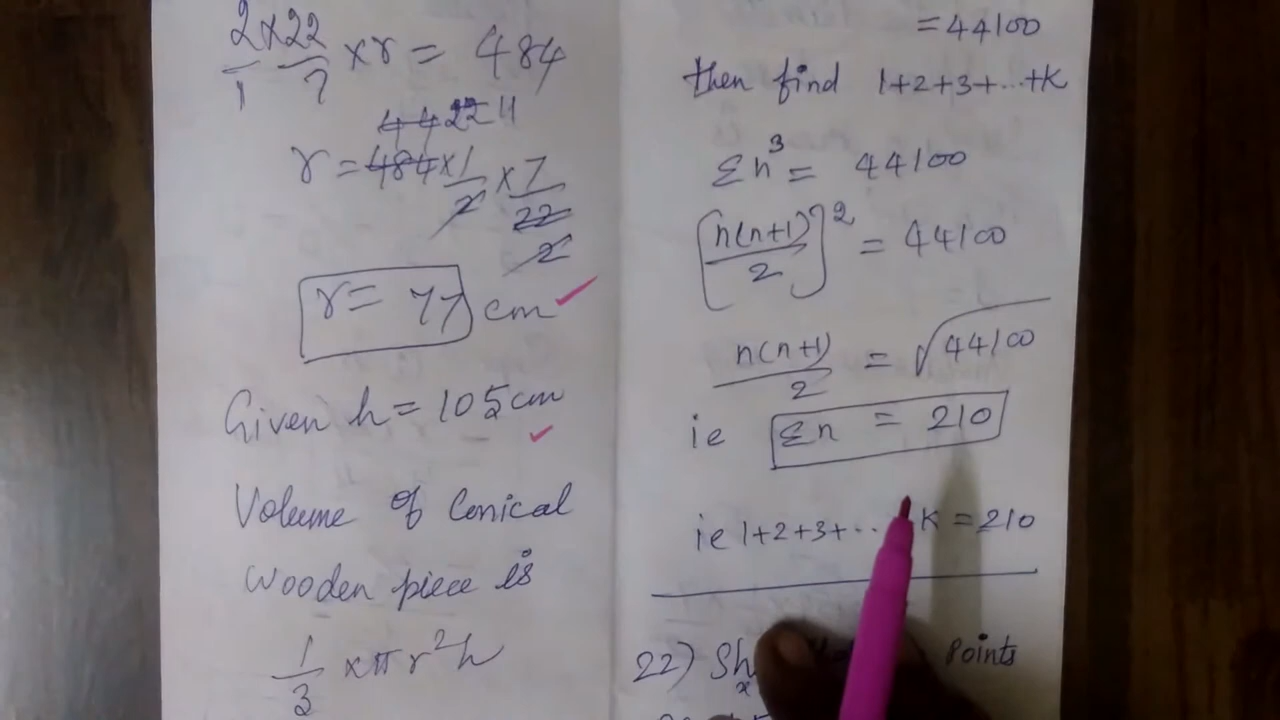 2/1 × 22/7 × r = 484
44 22 11
r = 484 × 1/2 × 7/22
2
r = 77 cm
Given h = 105 cm
Volume of Conical
wooden piece is
1/3 × πr²h
= 44100
then find 1+2+3+...+K
Σn³ = 44100
[n(n+1)/2]² = 44100
n(n+1)/2 = √44100
ie Σn = 210
ie 1+2+3+... K = 210
22) Sh points